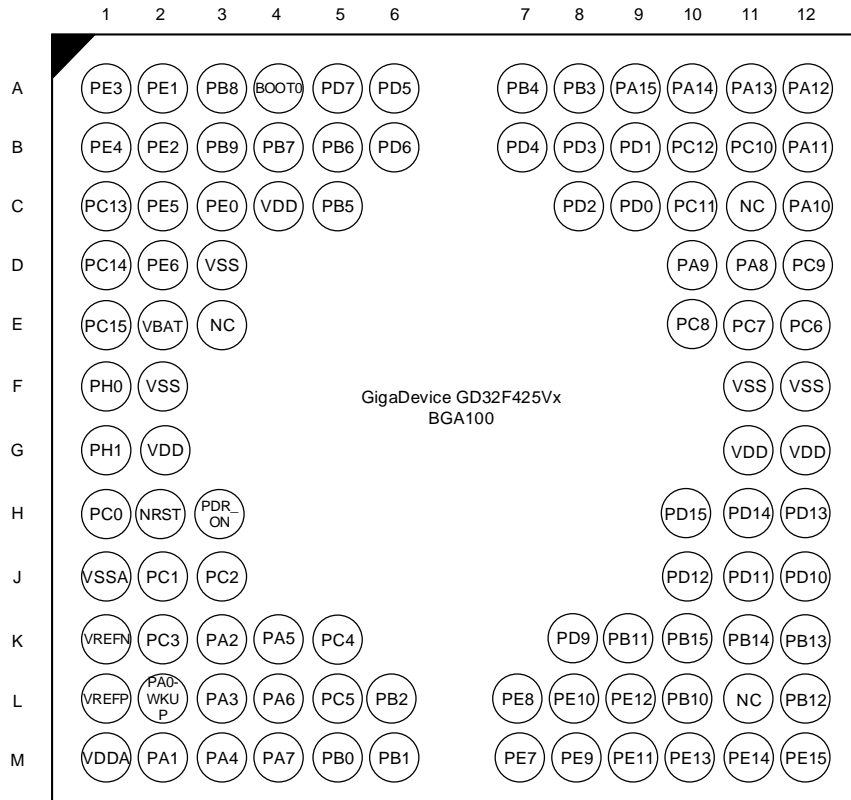 1 2 3 4 5 6 7 8 9 10 11 12
A PE3 PE1 PB8 BOOT0 PD7 PD5 PB4 PB3 PA15 PA14 PA13 PA12
B PE4 PE2 PB9 PB7 PB6 PD6 PD4 PD3 PD1 PC12 PC10 PA11
C PC13 PE5 PE0 VDD PB5 PD2 PD0 PC11 NC PA10
D PC14 PE6 VSS PA9 PA8 PC9
E PC15 VBAT NC PC8 PC7 PC6
F PH0 VSS VSS VSS
GigaDevice GD32F425Vx
BGA100
G PH1 VDD VDD VDD
H PC0 NRST PDR_
ON PD15 PD14 PD13
J VSSA PC1 PC2 PD12 PD11 PD10
K VREFN PC3 PA2 PA5 PC4 PD9 PB11 PB15 PB14 PB13
L VREFP PA0-
WKU
P PA3 PA6 PC5 PB2 PE8 PE10 PE12 PB10 NC PB12
M VDDA PA1 PA4 PA7 PB0 PB1 PE7 PE9 PE11 PE13 PE14 PE15